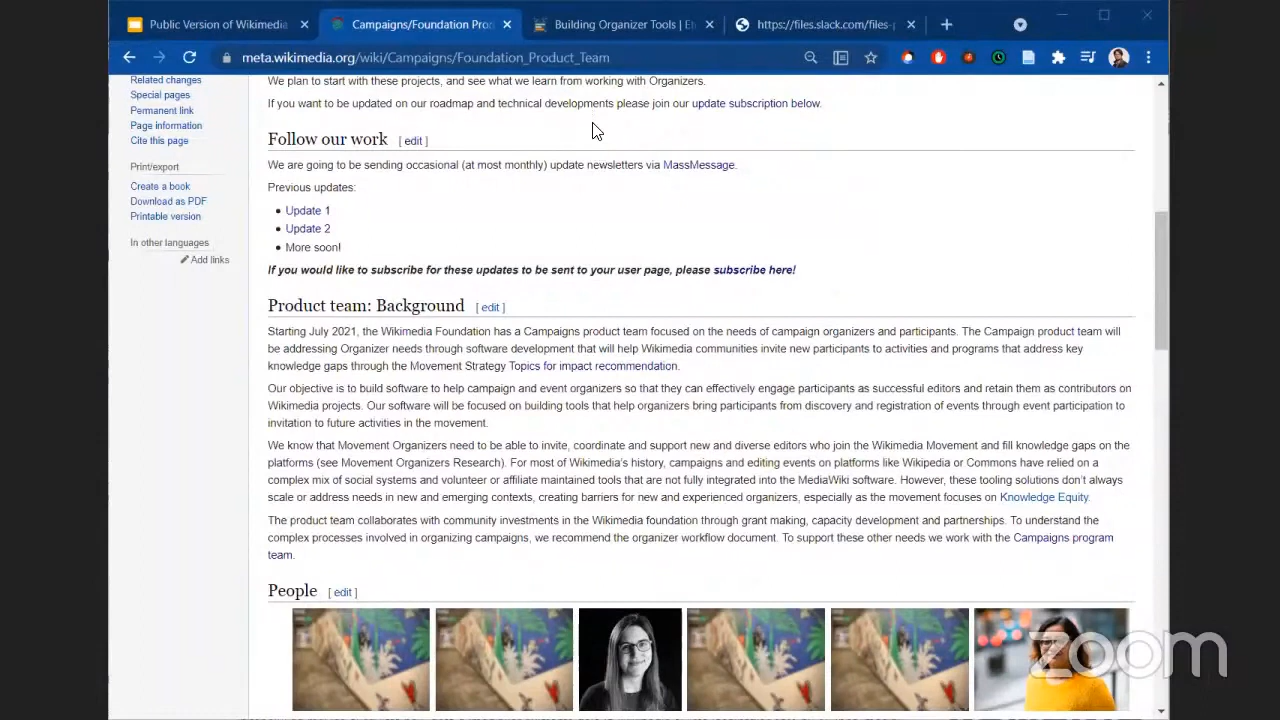 Public Version of Wikimedia
Campaigns/Foundation Pro
Building Organizer Tools | Et
https://files.slack.com/files-
meta.wikimedia.org/wiki/Campaigns/Foundation_Product_Team
Related changes
Special pages
Permanent link
Page information
Cite this page
Print/export
Create a book
Download as PDF
Printable version
In other languages
Add links
We plan to start with these projects, and see what we learn from working with Organizers.
If you want to be updated on our roadmap and technical developments please join our update subscription below.
Follow our work [ edit ]
We are going to be sending occasional (at most monthly) update newsletters via MassMessage.
Previous updates:
Update 1
Update 2
More soon!
If you would like to subscribe for these updates to be sent to your user page, please subscribe here!
Product team: Background [ edit ]
Starting July 2021, the Wikimedia Foundation has a Campaigns product team focused on the needs of campaign organizers and participants. The Campaign product team will
be addressing Organizer needs through software development that will help Wikimedia communities invite new participants to activities and programs that address key
knowledge gaps through the Movement Strategy Topics for impact recommendation.
Our objective is to build software to help campaign and event organizers so that they can effectively engage participants as successful editors and retain them as contributors on
Wikimedia projects. Our software will be focused on building tools that help organizers bring participants from discovery and registration of events through event participation to
invitation to future activities in the movement.
We know that Movement Organizers need to be able to invite, coordinate and support new and diverse editors who join the Wikimedia Movement and fill knowledge gaps on the
platforms (see Movement Organizers Research). For most of Wikimedia's history, campaigns and editing events on platforms like Wikipedia or Commons have relied on a
complex mix of social systems and volunteer or affiliate maintained tools that are not fully integrated into the MediaWiki software. However, these tooling solutions don't always
scale or address needs in new and emerging contexts, creating barriers for new and experienced organizers, especially as the movement focuses on Knowledge Equity.
The product team collaborates with community investments in the Wikimedia foundation through grant making, capacity development and partnerships. To understand the
complex processes involved in organizing campaigns, we recommend the organizer workflow document. To support these other needs we work with the Campaigns program
team.
People [ edit ]
zoom